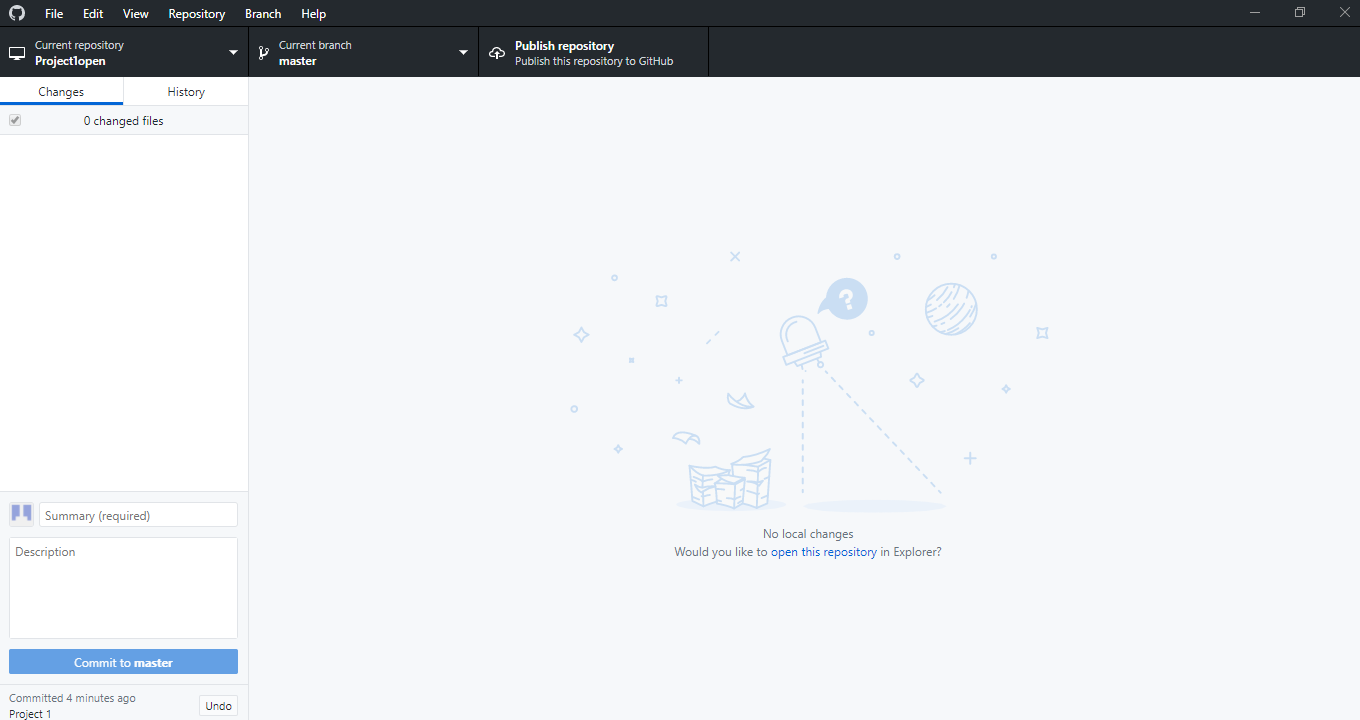 File Edit View Repository Branch Help
Current repository
Project1open
Current branch
master
Publish repository
Publish this repository to GitHub
Changes
History
0 changed files
?
No local changes
Would you like to open this repository in Explorer?
Summary (required)
Description
Commit to master
Committed 4 minutes ago
Project 1
Undo